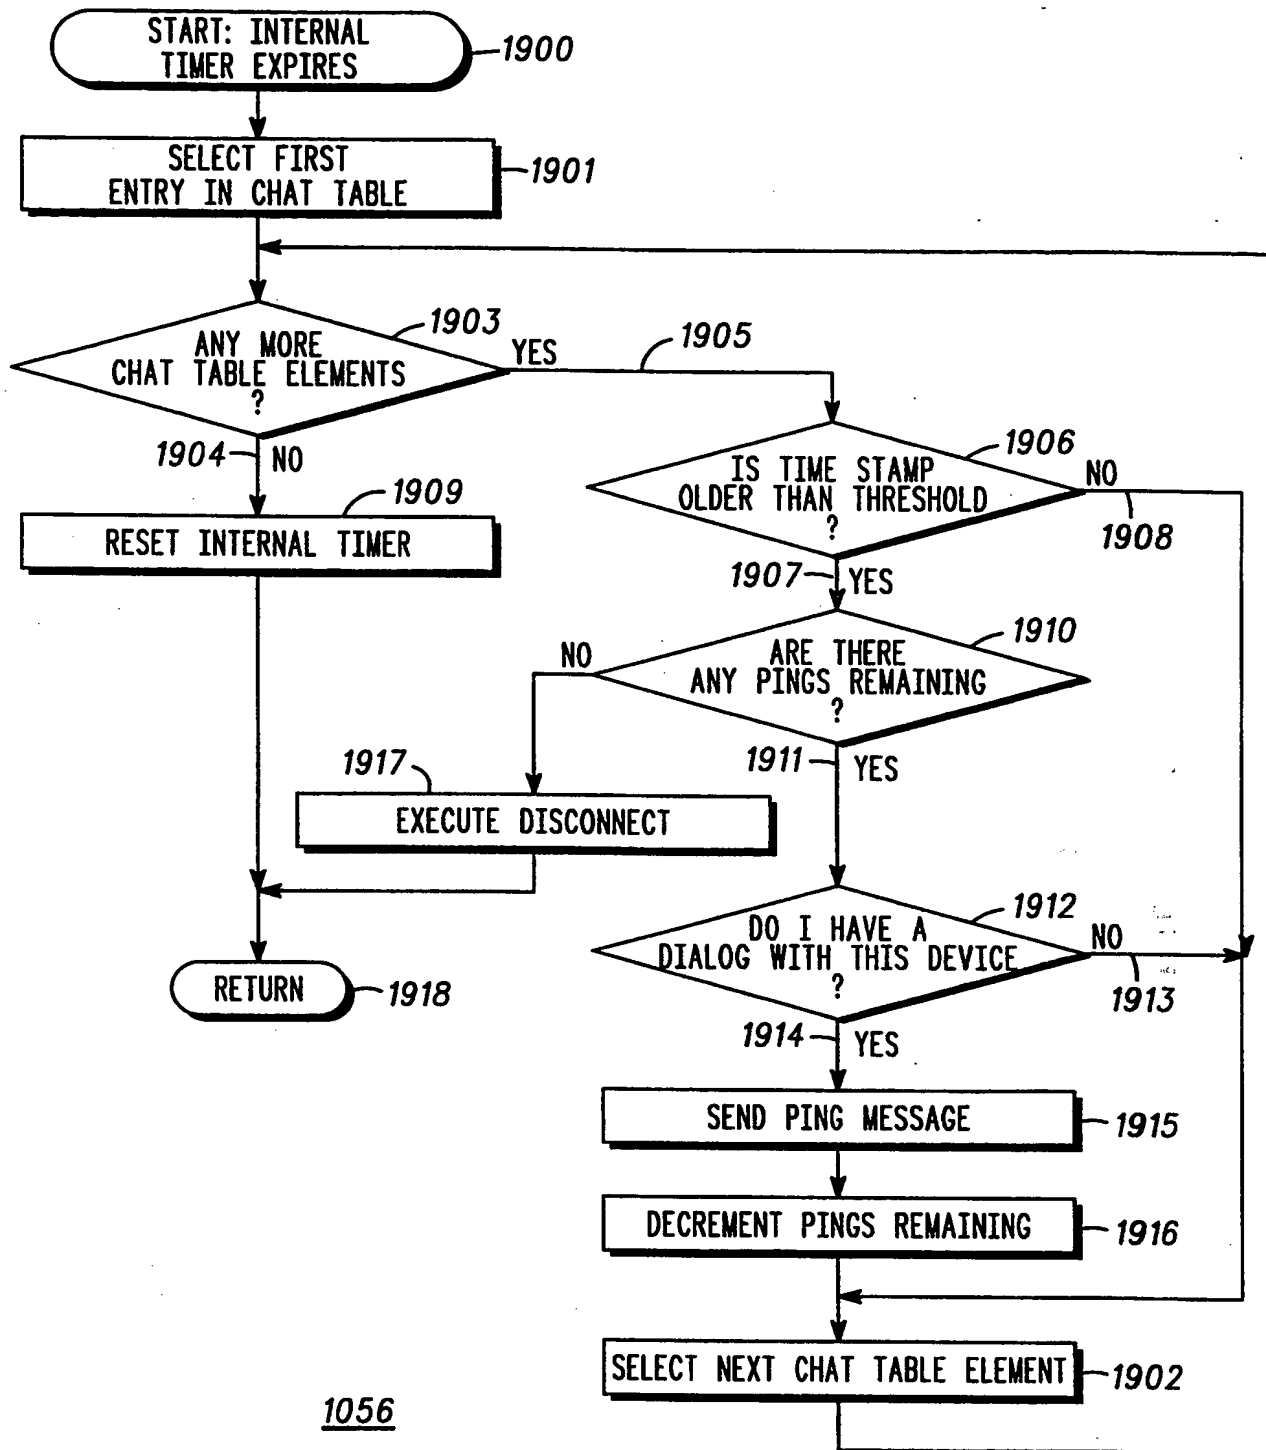 START: INTERNAL
TIMER EXPIRES
1900
SELECT FIRST
ENTRY IN CHAT TABLE
1901
ANY MORE
CHAT TABLE ELEMENTS
?
1903
YES
1905
1904
NO
IS TIME STAMP
OLDER THAN THRESHOLD
?
1906
NO
1908
1909
RESET INTERNAL TIMER
1907
YES
ARE THERE
ANY PINGS REMAINING
?
1910
NO
1911
YES
1917
EXECUTE DISCONNECT
DO I HAVE A
DIALOG WITH THIS DEVICE
?
1912
NO
1913
RETURN
1918
1914
YES
SEND PING MESSAGE
1915
DECREMENT PINGS REMAINING
1916
SELECT NEXT CHAT TABLE ELEMENT
1902
1056